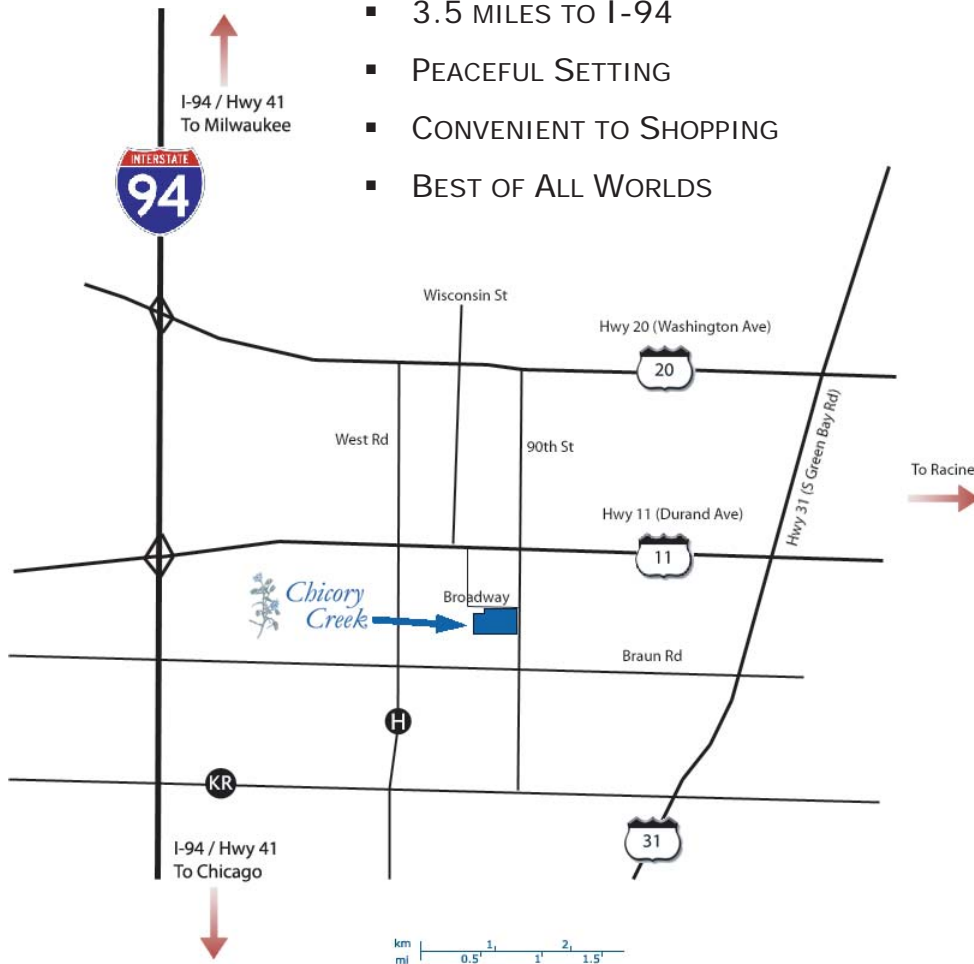 ▪ 3.5 MILES TO I-94
▪ PEACEFUL SETTING
▪ CONVENIENT TO SHOPPING
▪ BEST OF ALL WORLDS
I-94 / Hwy 41
To Milwaukee
INTERSTATE
94
Wisconsin St
Hwy 20 (Washington Ave)
20
West Rd
90th St
Hwy 31 (S Green Bay Rd)
To Racine
Hwy 11 (Durand Ave)
11
Chicory
Creek
Broadway
Braun Rd
H
KR
31
I-94 / Hwy 41
To Chicago
km 1 2
mi 0.5 1 1.5